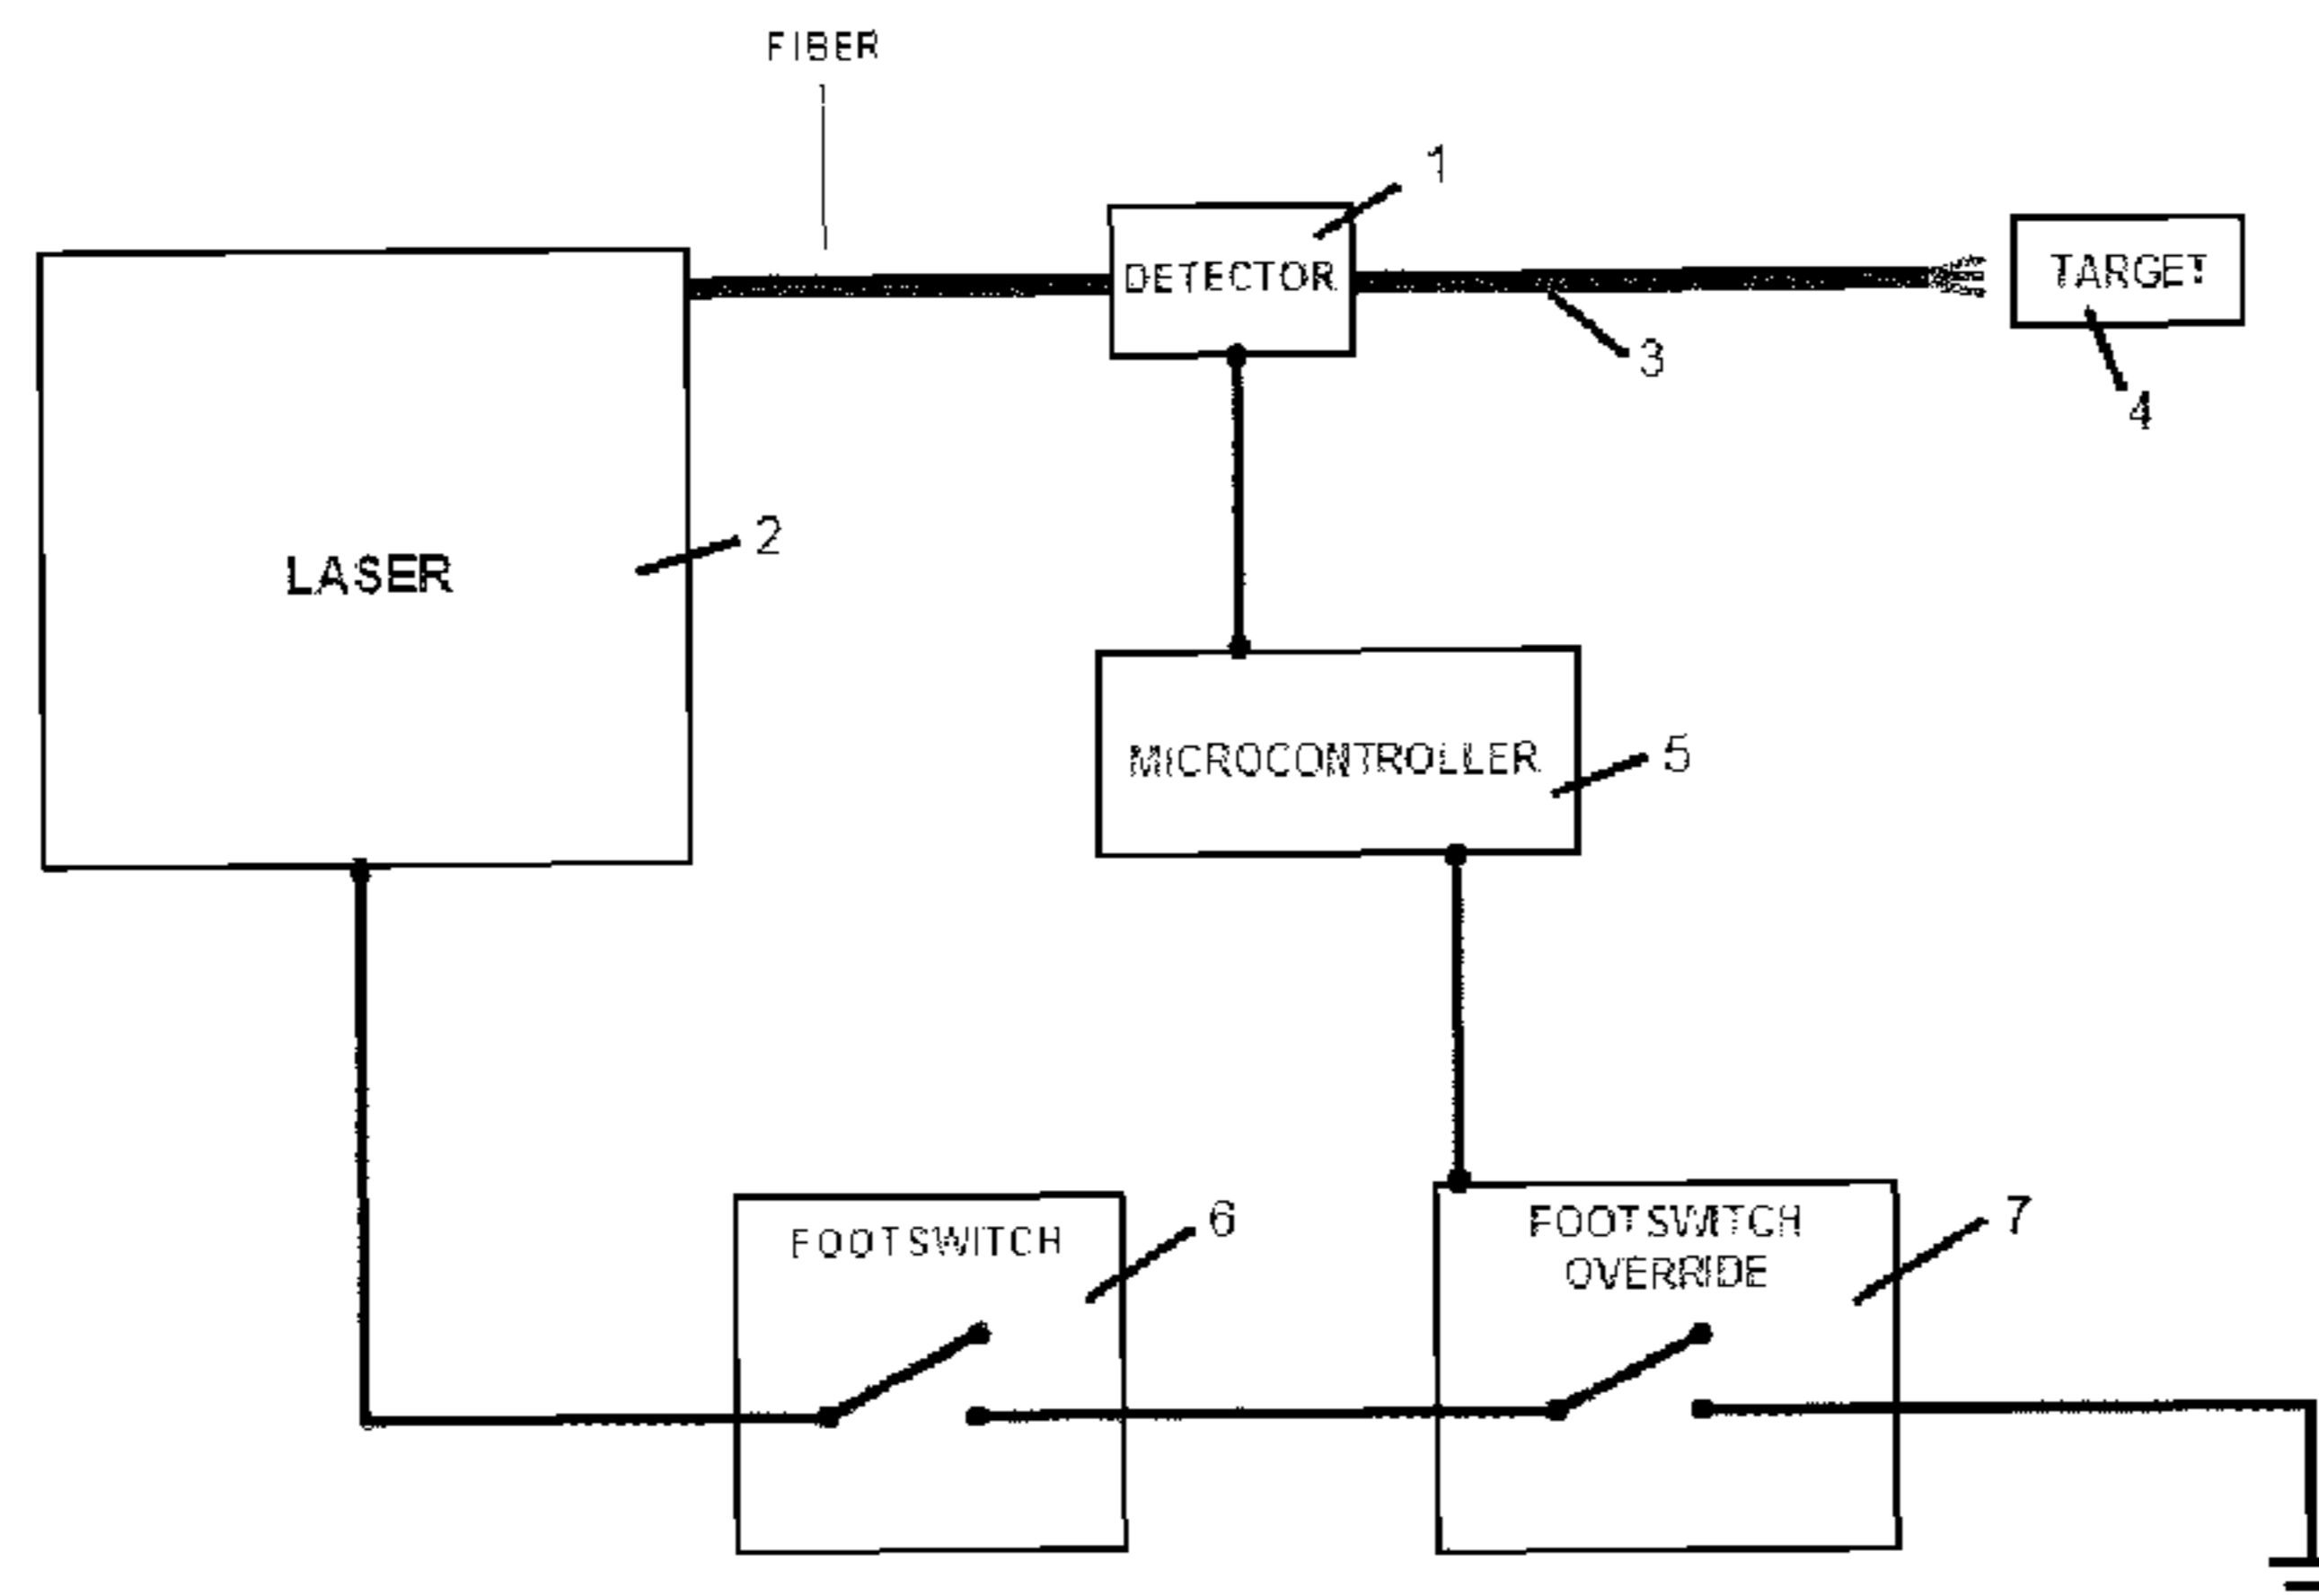 FIBER
1
DETECTOR
TARGET
3
4
2
LASER
MICROCONTROLLER
5
FOOTSWITCH
6
FOOTSWITCH
OVERRIDE
7